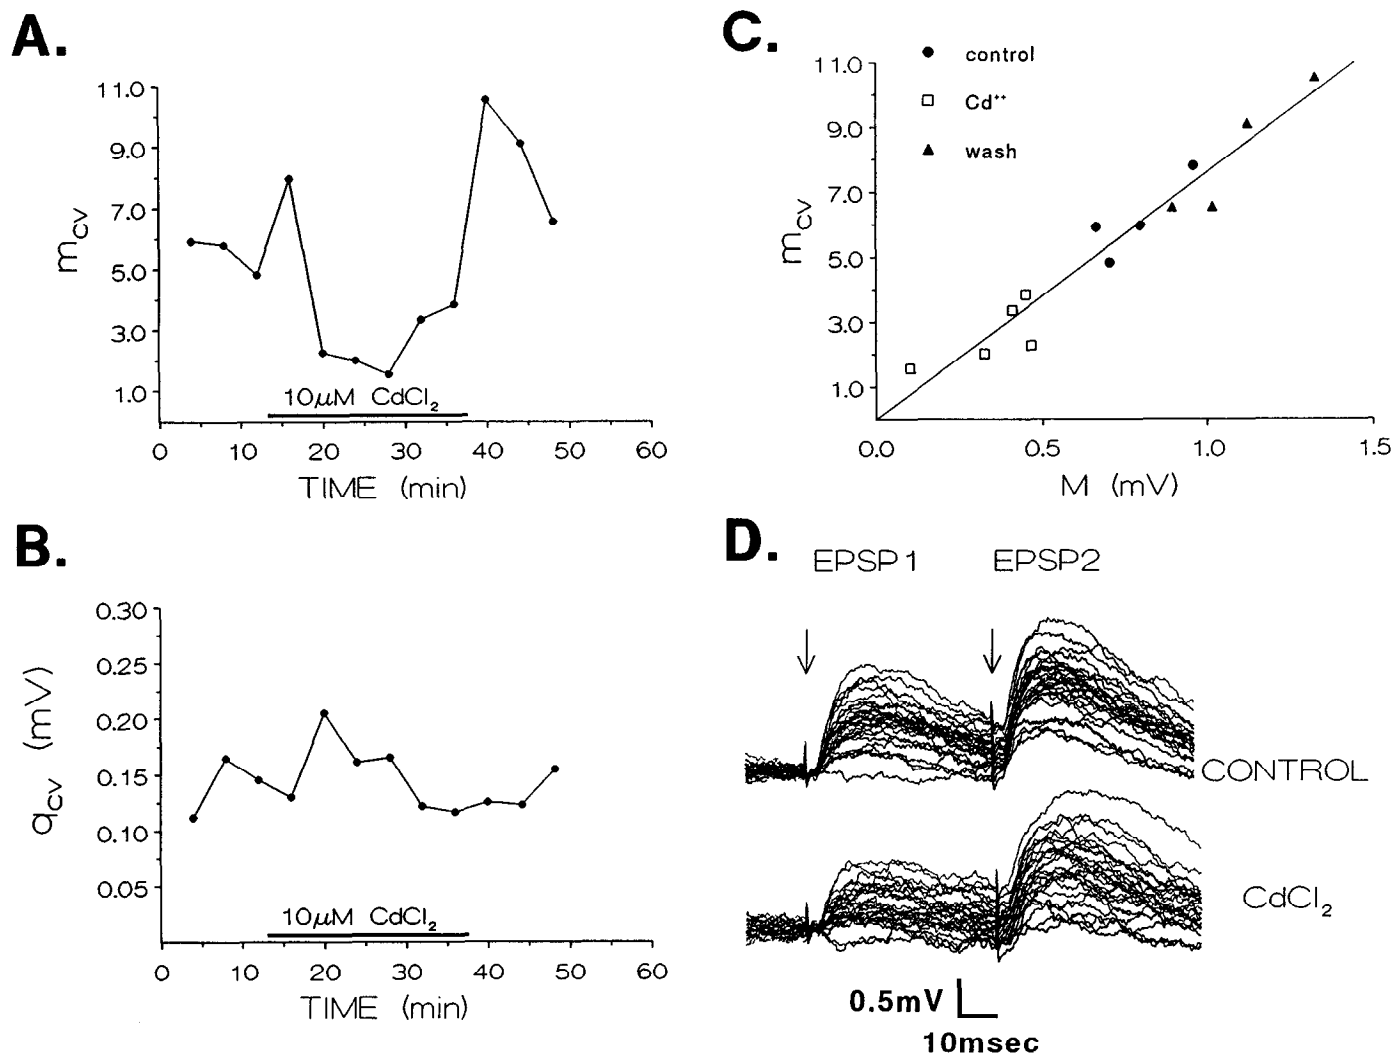 A.
11.0
9.0
7.0
5.0
3.0
1.0
m_CV
10µM CdCl₂
0 10 20 30 40 50 60
TIME (min)
B.
0.30
0.25
0.20
0.15
0.10
0.05
q_CV (mV)
10µM CdCl₂
0 10 20 30 40 50 60
TIME (min)
C.
control
Cd⁺⁺
wash
11.0
9.0
7.0
5.0
3.0
1.0
m_CV
0.0 0.5 1.0 1.5
M (mV)
D.
EPSP1 EPSP2
CONTROL
CdCl₂
0.5mV
10msec